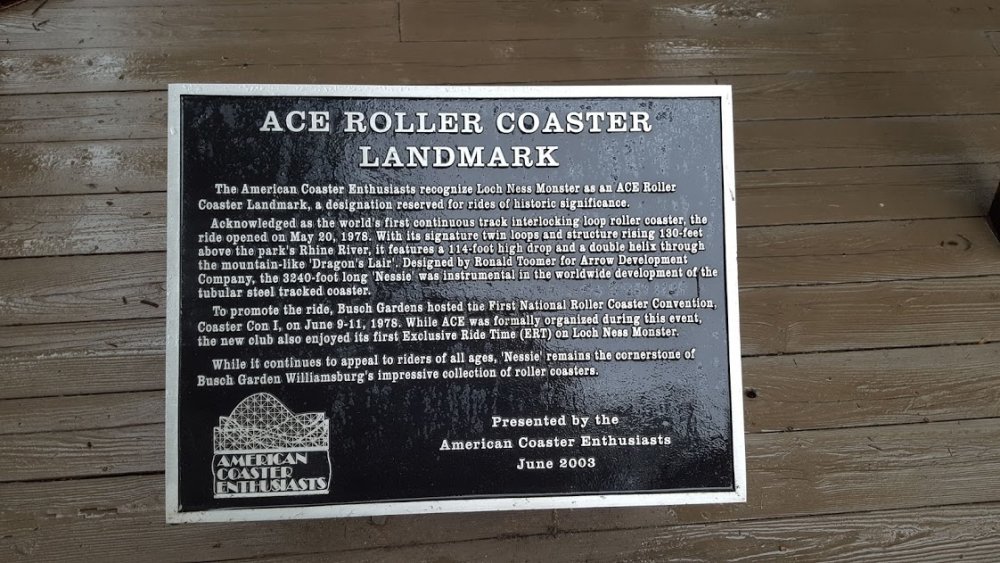 ACE ROLLER COASTER
LANDMARK
The American Coaster Enthusiasts recognize Loch Ness Monster as an ACE Roller
Coaster Landmark, a designation reserved for rides of historic significance.
Acknowledged as the world's first continuous track interlocking loop roller coaster, the
ride opened on May 20, 1978. With its signature twin loops and structure rising 130-feet
above the park's Rhine River, it features a 114-foot high drop and a double helix through
the mountain-like 'Dragon's Lair'. Designed by Ronald Toomer for Arrow Development
Company, the 3240-foot long 'Nessie' was instrumental in the worldwide development of the
tubular steel tracked coaster.
To promote the ride, Busch Gardens hosted the First National Roller Coaster Convention,
Coaster Con I, on June 9-11, 1978. While ACE was formally organized during this event,
the new club also enjoyed its first Exclusive Ride Time (ERT) on Loch Ness Monster.
While it continues to appeal to riders of all ages, 'Nessie' remains the cornerstone of
Busch Garden Williamsburg's impressive collection of roller coasters.
Presented by the
American Coaster Enthusiasts
June 2003
AMERICAN
COASTER
ENTHUSIASTS